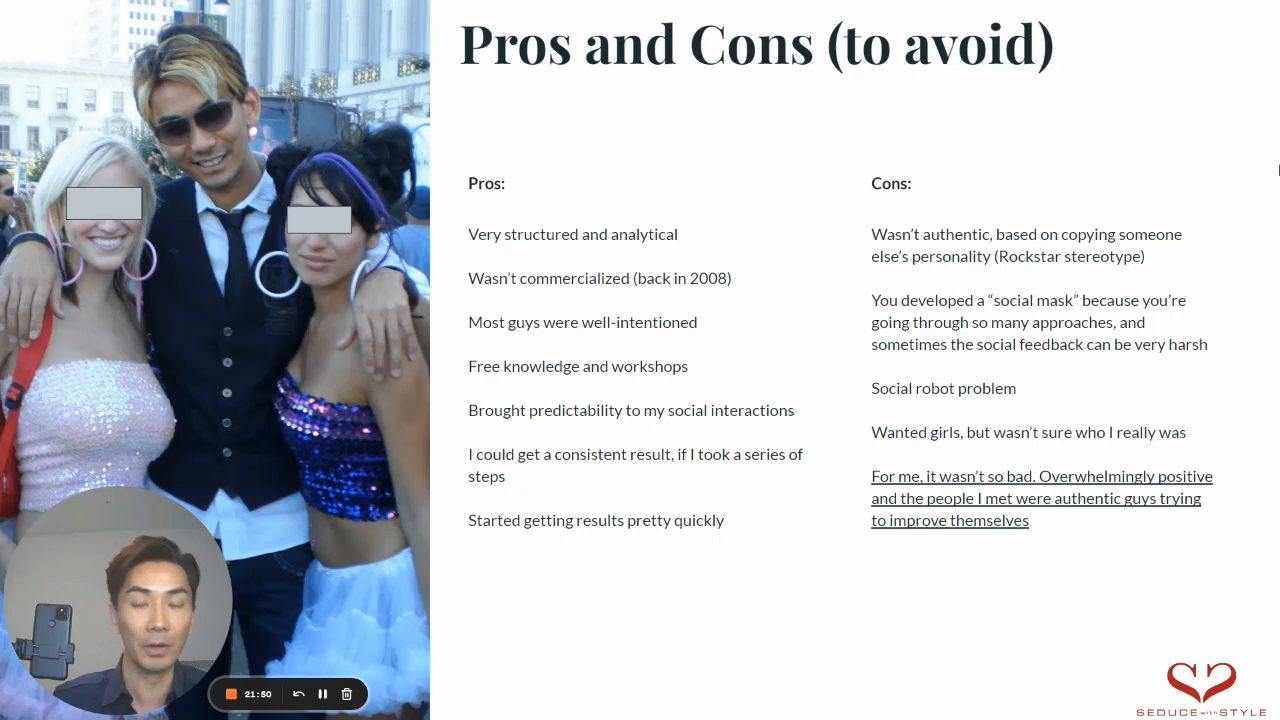 Pros and Cons (to avoid)
Pros:
Very structured and analytical
Wasn't commercialized (back in 2008)
Most guys were well-intentioned
Free knowledge and workshops
Brought predictability to my social interactions
I could get a consistent result, if I took a series of
steps
Started getting results pretty quickly
Cons:
Wasn't authentic, based on copying someone
else's personality (Rockstar stereotype)
You developed a “social mask” because you're
going through so many approaches, and
sometimes the social feedback can be very harsh
Social robot problem
Wanted girls, but wasn't sure who I really was
For me, it wasn't so bad. Overwhelmingly positive
and the people I met were authentic guys trying
to improve themselves
21:50
SEDUCE with STYLE